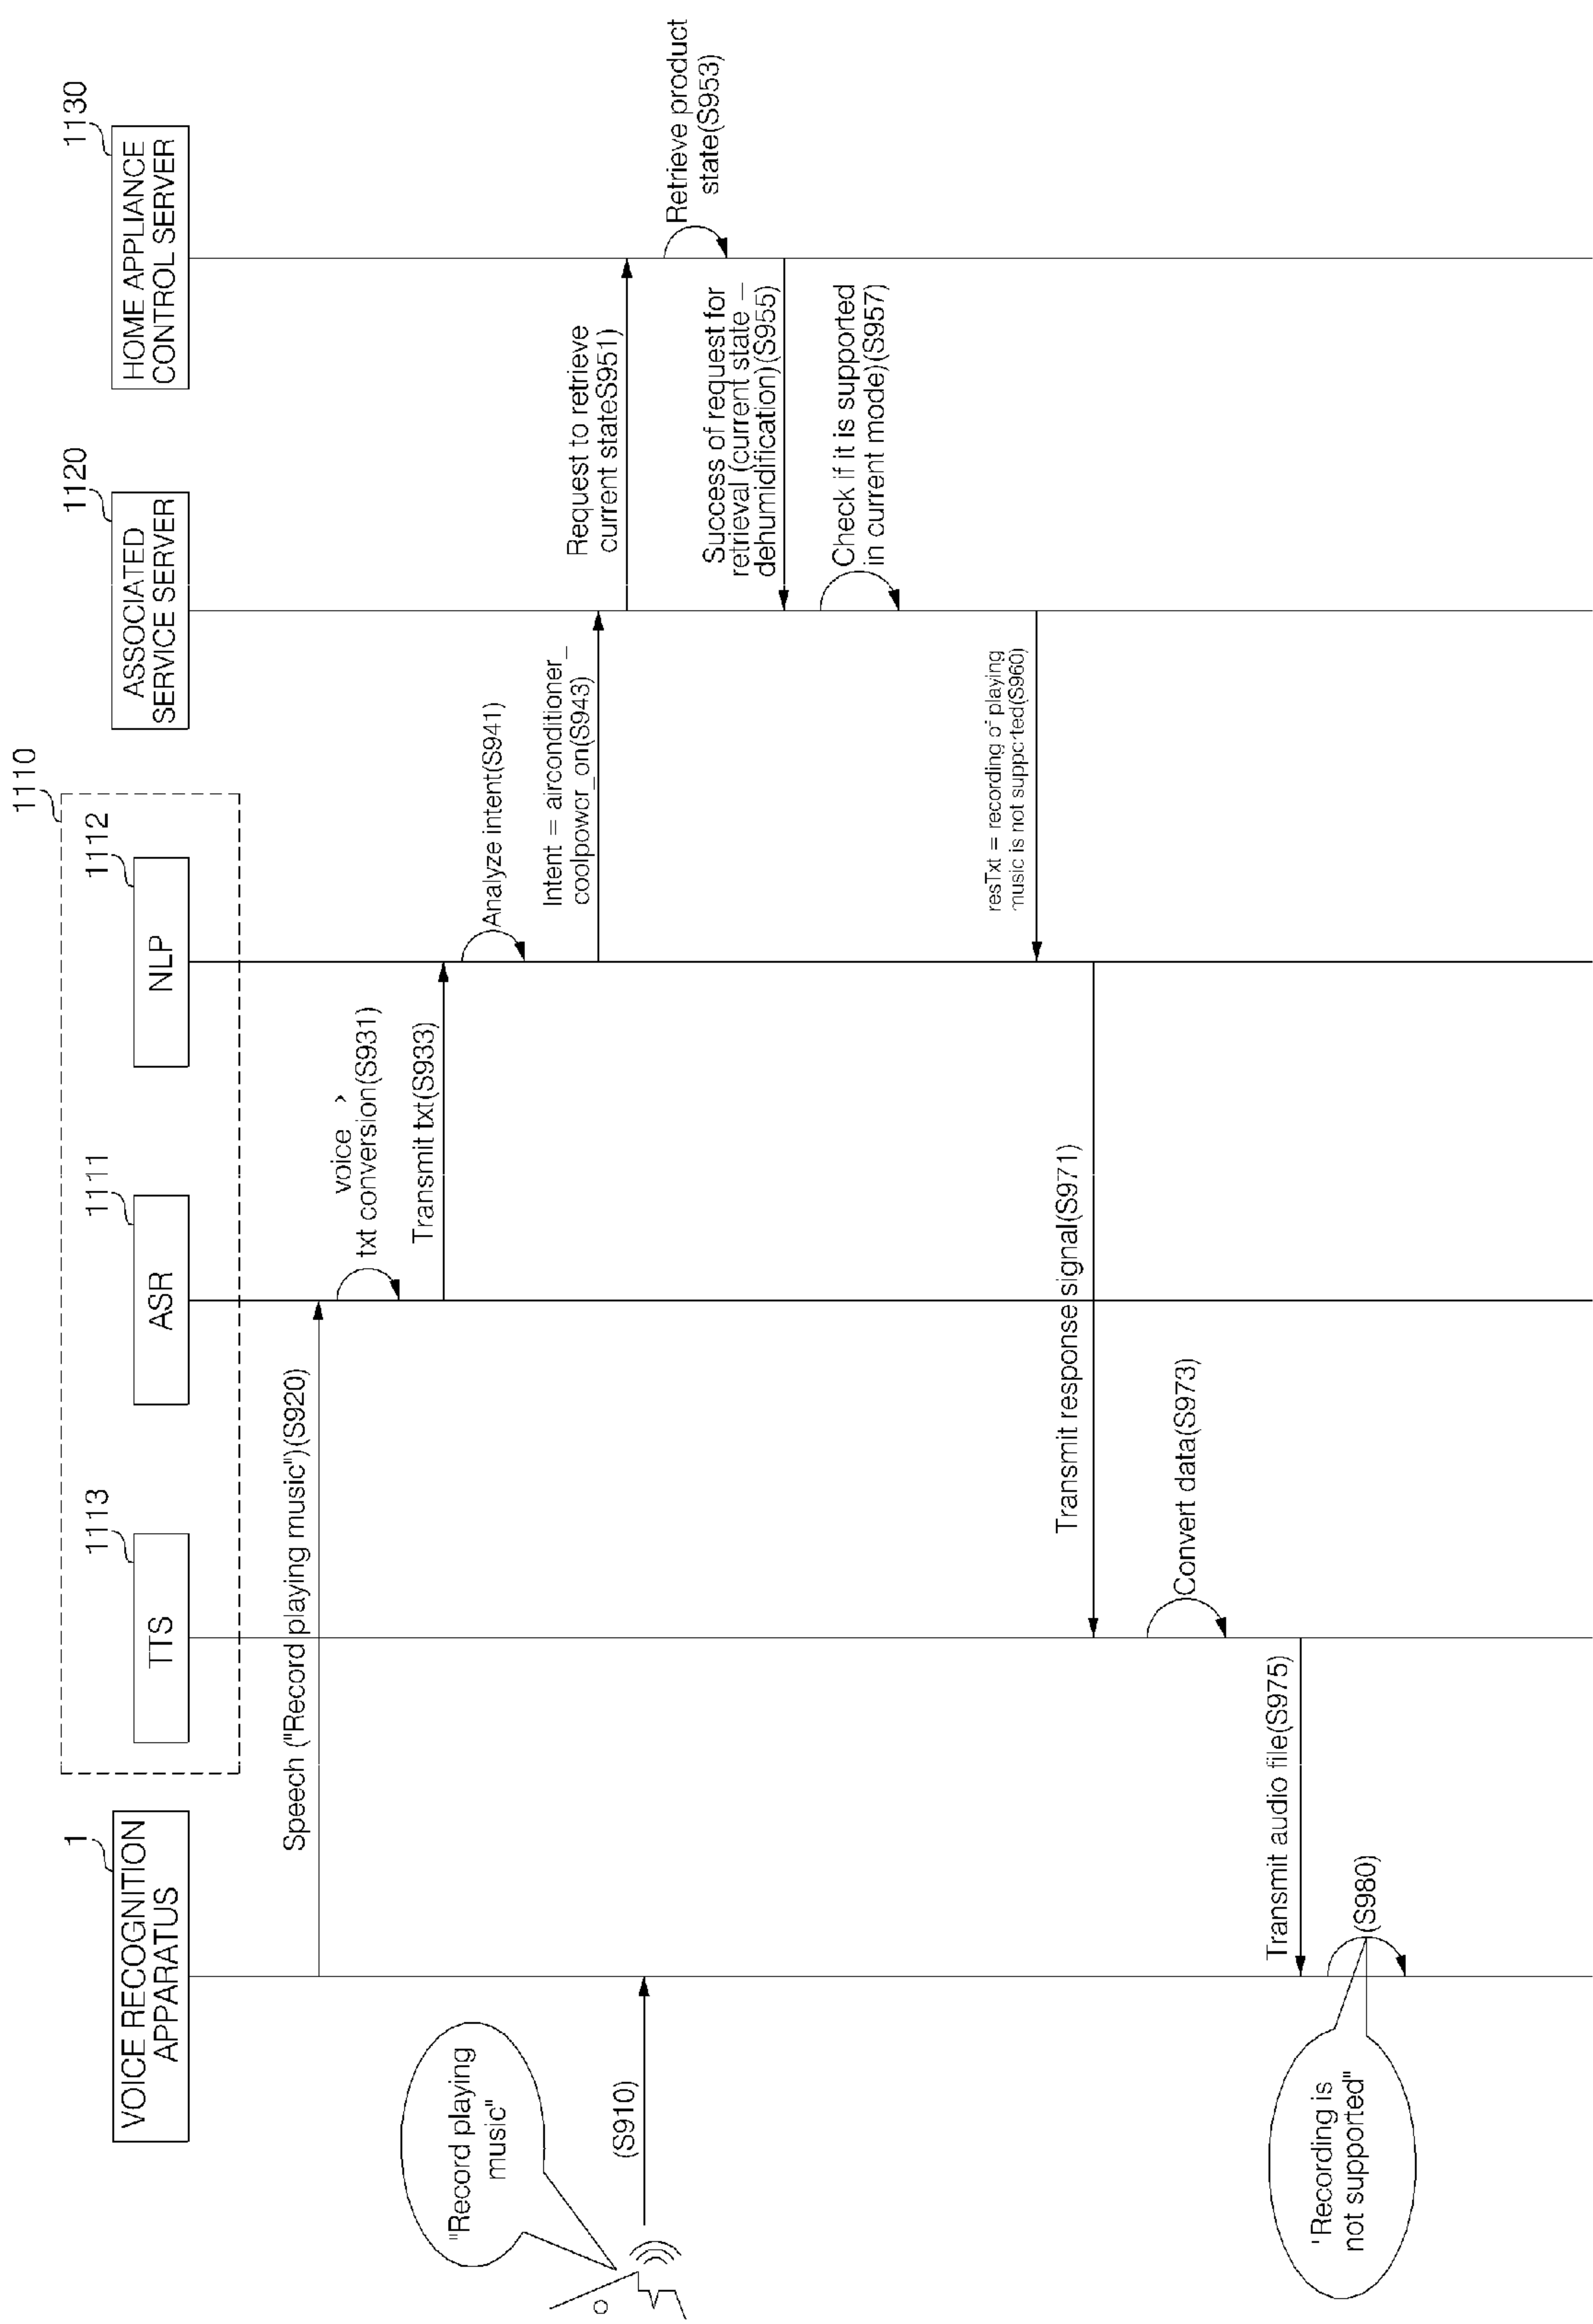 1110
1
VOICE RECOGNITION
APPARATUS
1113
TTS
1111
ASR
1112
NLP
1120
ASSOCIATED
SERVICE SERVER
1130
HOME APPLIANCE
CONTROL SERVER
Speech ("Record playing music")(S920)
voice >
txt conversion(S931)
Transmit txt(S933)
"Record playing
music"
(S910)
Analyze intent(S941)
Intent = airconditioner_
coolpower_on(S943)
Request to retrieve
current stateS951)
Retrieve product
state(S953)
Success of request for
retrieval (current state –
dehumidification)(S955)
Check if it is supported
in current mode)(S957)
resTxt = recording of playing
music is not supported(S960)
Transmit response signal(S971)
Convert data(S973)
Transmit audio file(S975)
(S980)
"Recording is
not supported"